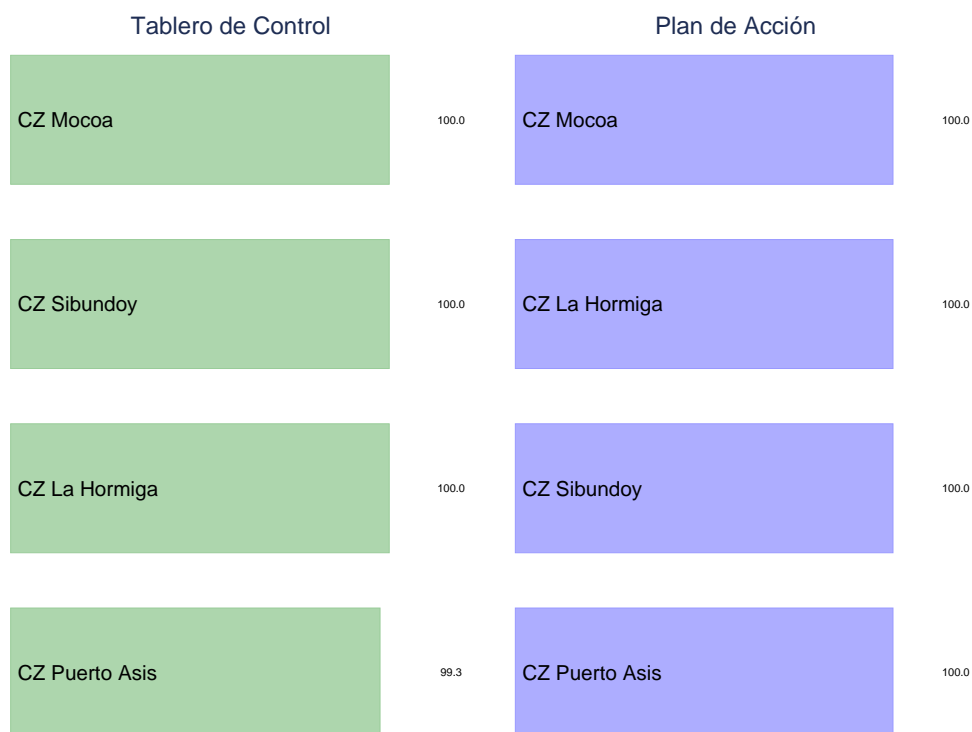 Tablero de Control
CZ Mocoa 100.0
CZ Sibundoy 100.0
CZ La Hormiga 100.0
CZ Puerto Asis 99.3
Plan de Acción
CZ Mocoa 100.0
CZ La Hormiga 100.0
CZ Sibundoy 100.0
CZ Puerto Asis 100.0